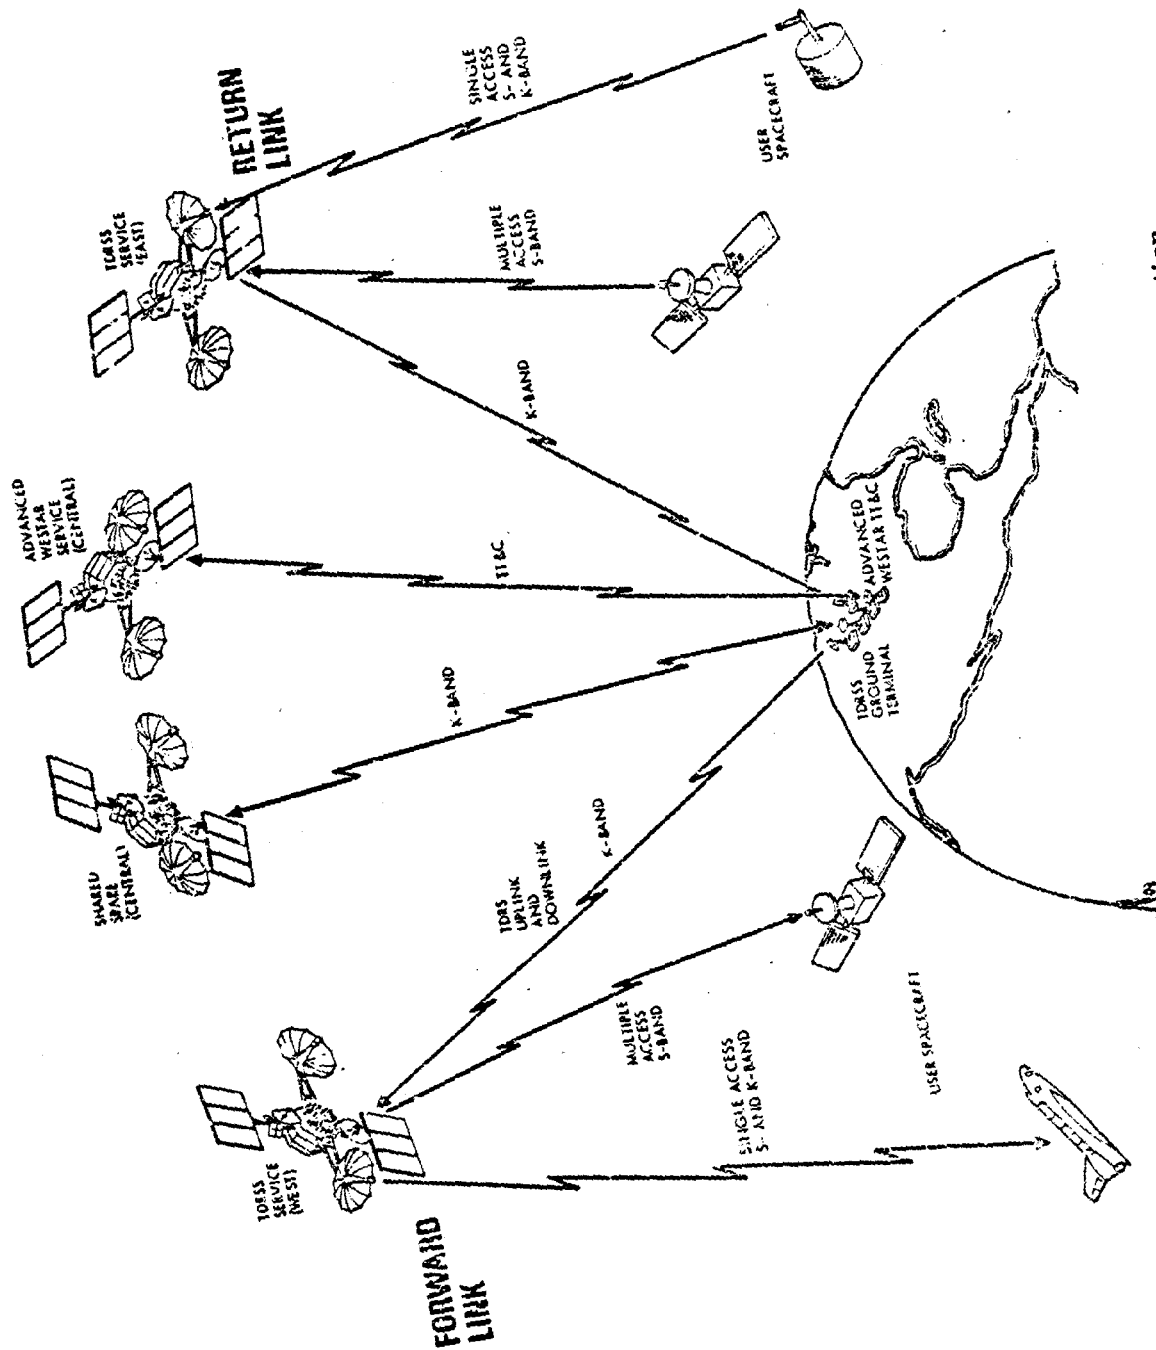 FORWARD
LINK
TDRSS
SERVICE
(WEST)
SHARED
SPARE
(CENTRAL)
ADVANCED
WESTAR
SERVICE
(CENTRAL)
TDRSS
SERVICE
(EAST)
RETURN
LINK
SINGLE ACCESS
S- AND K-BAND
MULTIPLE
ACCESS
S-BAND
TDRS
UPLINK
AND
DOWNLINK
K-BAND
K-BAND
TT&C
K-BAND
MULTIPLE
ACCESS
S-BAND
SINGLE
ACCESS
S- AND
K-BAND
USER SPACECRAFT
TDRSS
GROUND
TERMINAL
ADVANCED
WESTAR TT&C
USER
SPACECRAFT